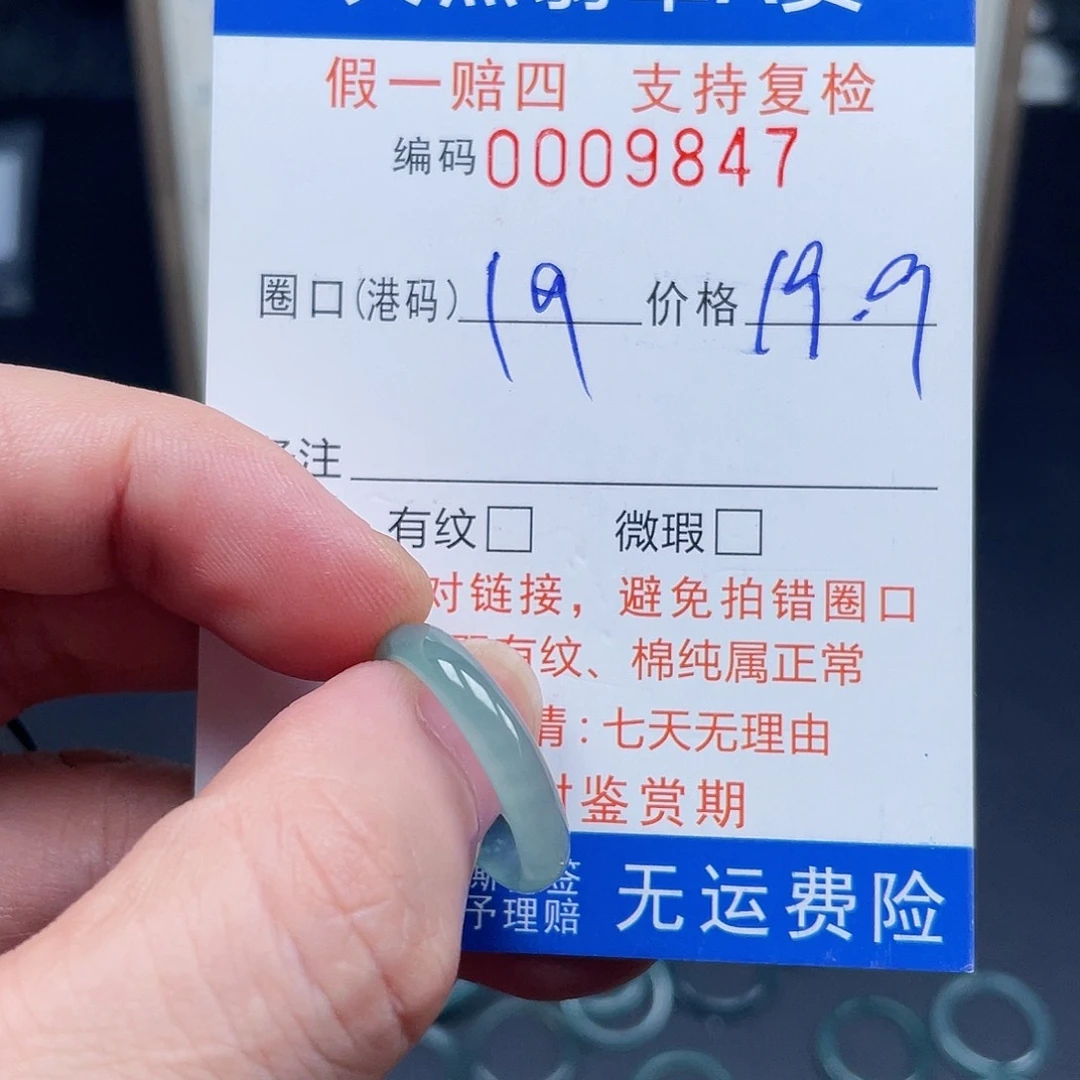 假一赔四 支持复检
编码0009847
圈口(港码) 19 价格 19.9
注
有纹□ 微瑕□
对链接，避免拍错圈口
有纹、棉纯属正常
:七天无理由
鉴赏期
签
予理赔 无运费险